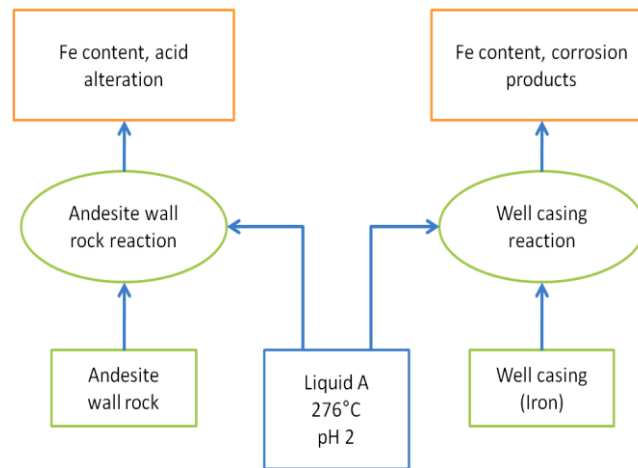 Fe content, acid
alteration
Fe content, corrosion
products
Andesite wall
rock reaction
Well casing
reaction
Andesite
wall rock
Liquid A
276°C
pH 2
Well casing
(Iron)